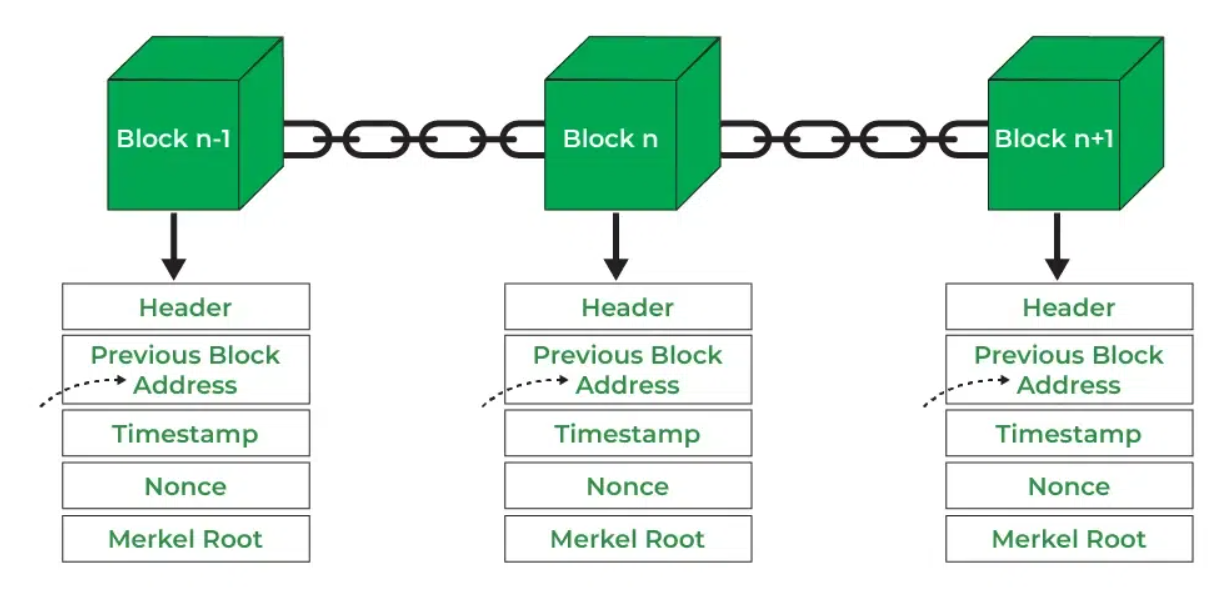 Block n-1
Block n
Block n+1
Header
Previous Block
Address
Timestamp
Nonce
Merkel Root
Header
Previous Block
Address
Timestamp
Nonce
Merkel Root
Header
Previous Block
Address
Timestamp
Nonce
Merkel Root